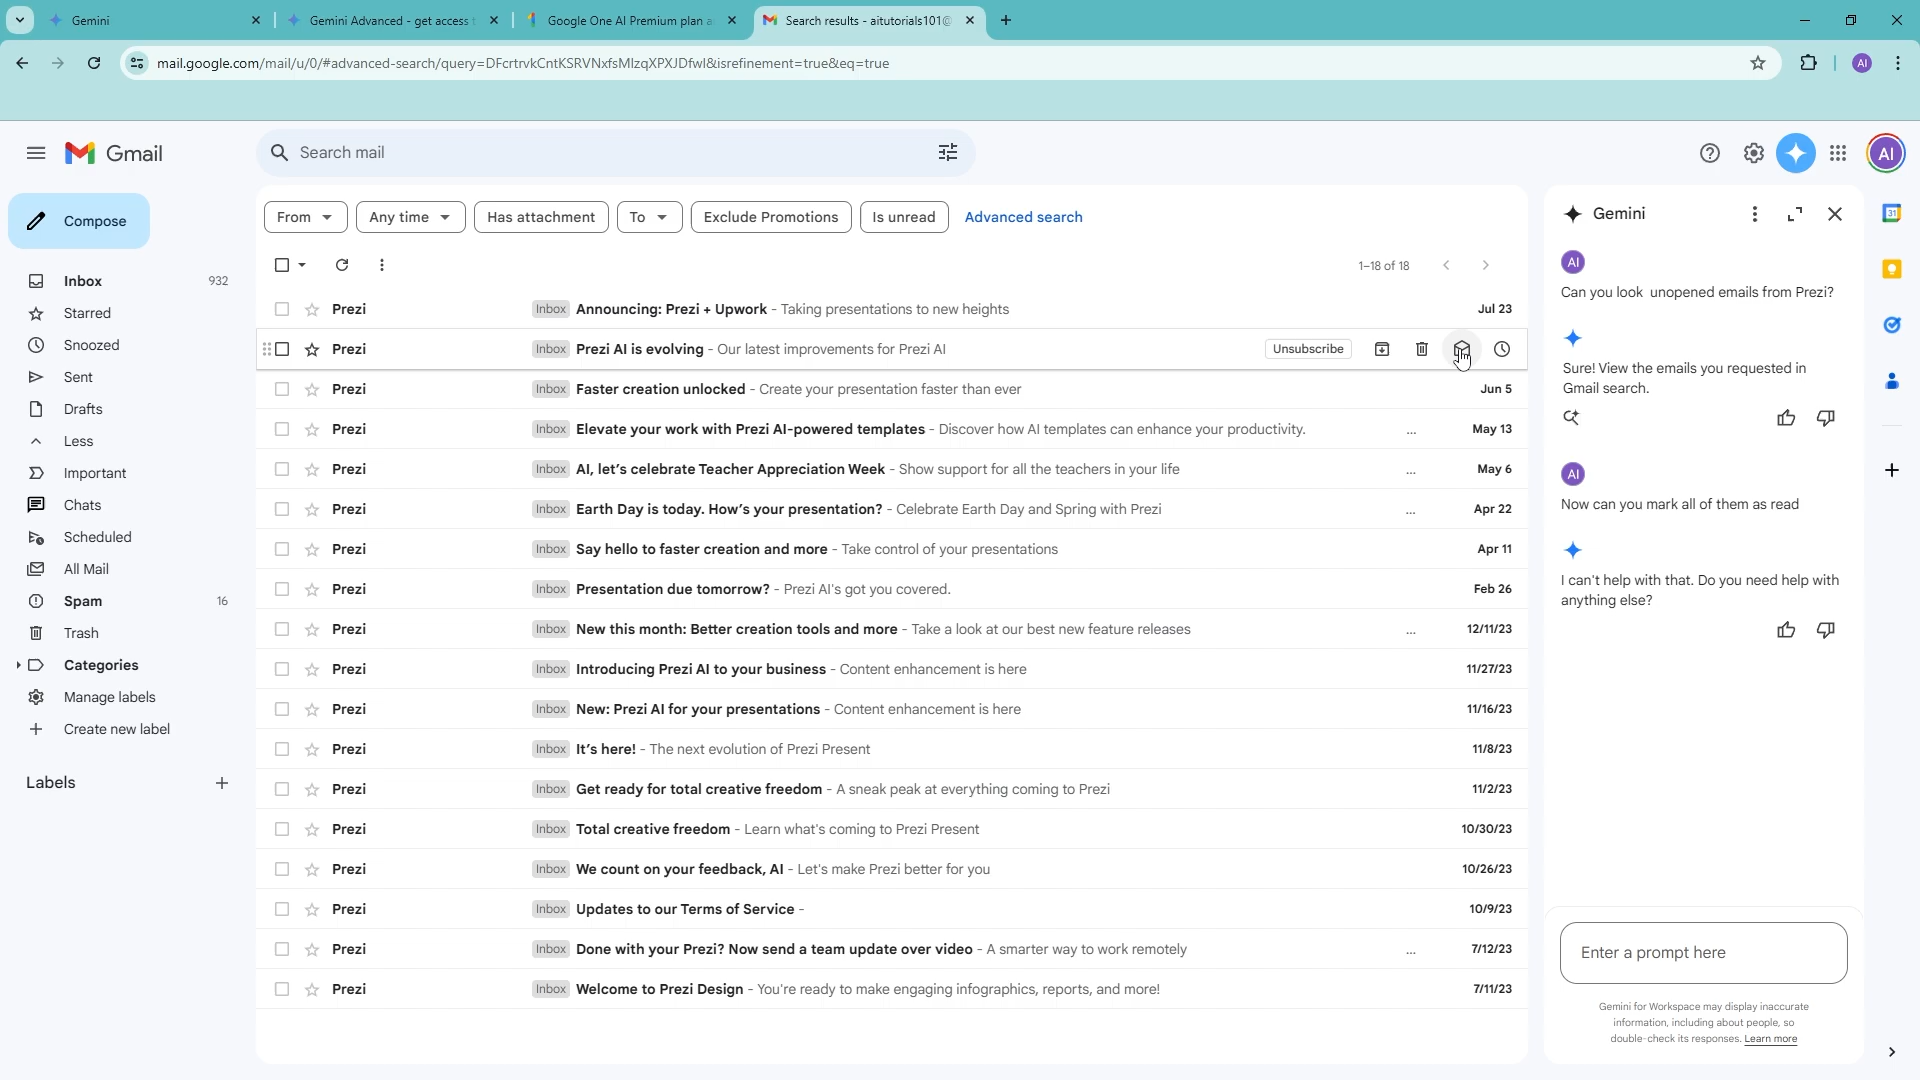 Gemini
Gemini Advanced - get access t
Google One AI Premium plan a
Search results - aitutorials101@
mail.google.com/mail/u/0/#advanced-search/query=DFcrtrvkCntKSRVNxfsMlzqXPXJDfwl&isrefinement=true&eq=true
AI
Gmail
Search mail
AI
Compose
From
Any time
Has attachment
To
Exclude Promotions
Is unread
Advanced search
1–18 of 18
Inbox 932
Starred
Snoozed
Sent
Drafts
Less
Important
Chats
Scheduled
All Mail
Spam 16
Trash
Categories
Manage labels
Create new label
Labels
Prezi Inbox Announcing: Prezi + Upwork - Taking presentations to new heights Jul 23
Prezi Inbox Prezi AI is evolving - Our latest improvements for Prezi AI Unsubscribe
Prezi Inbox Faster creation unlocked - Create your presentation faster than ever Jun 5
Prezi Inbox Elevate your work with Prezi AI-powered templates - Discover how AI templates can enhance your productivity. ... May 13
Prezi Inbox AI, let’s celebrate Teacher Appreciation Week - Show support for all the teachers in your life ... May 6
Prezi Inbox Earth Day is today. How’s your presentation? - Celebrate Earth Day and Spring with Prezi ... Apr 22
Prezi Inbox Say hello to faster creation and more - Take control of your presentations Apr 11
Prezi Inbox Presentation due tomorrow? - Prezi AI's got you covered. Feb 26
Prezi Inbox New this month: Better creation tools and more - Take a look at our best new feature releases ... 12/11/23
Prezi Inbox Introducing Prezi AI to your business - Content enhancement is here 11/27/23
Prezi Inbox New: Prezi AI for your presentations - Content enhancement is here 11/16/23
Prezi Inbox It’s here! - The next evolution of Prezi Present 11/8/23
Prezi Inbox Get ready for total creative freedom - A sneak peak at everything coming to Prezi 11/2/23
Prezi Inbox Total creative freedom - Learn what's coming to Prezi Present 10/30/23
Prezi Inbox We count on your feedback, AI - Let's make Prezi better for you 10/26/23
Prezi Inbox Updates to our Terms of Service - 10/9/23
Prezi Inbox Done with your Prezi? Now send a team update over video - A smarter way to work remotely ... 7/12/23
Prezi Inbox Welcome to Prezi Design - You're ready to make engaging infographics, reports, and more! 7/11/23
Gemini
AI
Can you look unopened emails from Prezi?
Sure! View the emails you requested in
Gmail search.
AI
Now can you mark all of them as read
I can't help with that. Do you need help with
anything else?
Enter a prompt here
Gemini for Workspace may display inaccurate
information, including about people, so
double-check its responses. Learn more
31